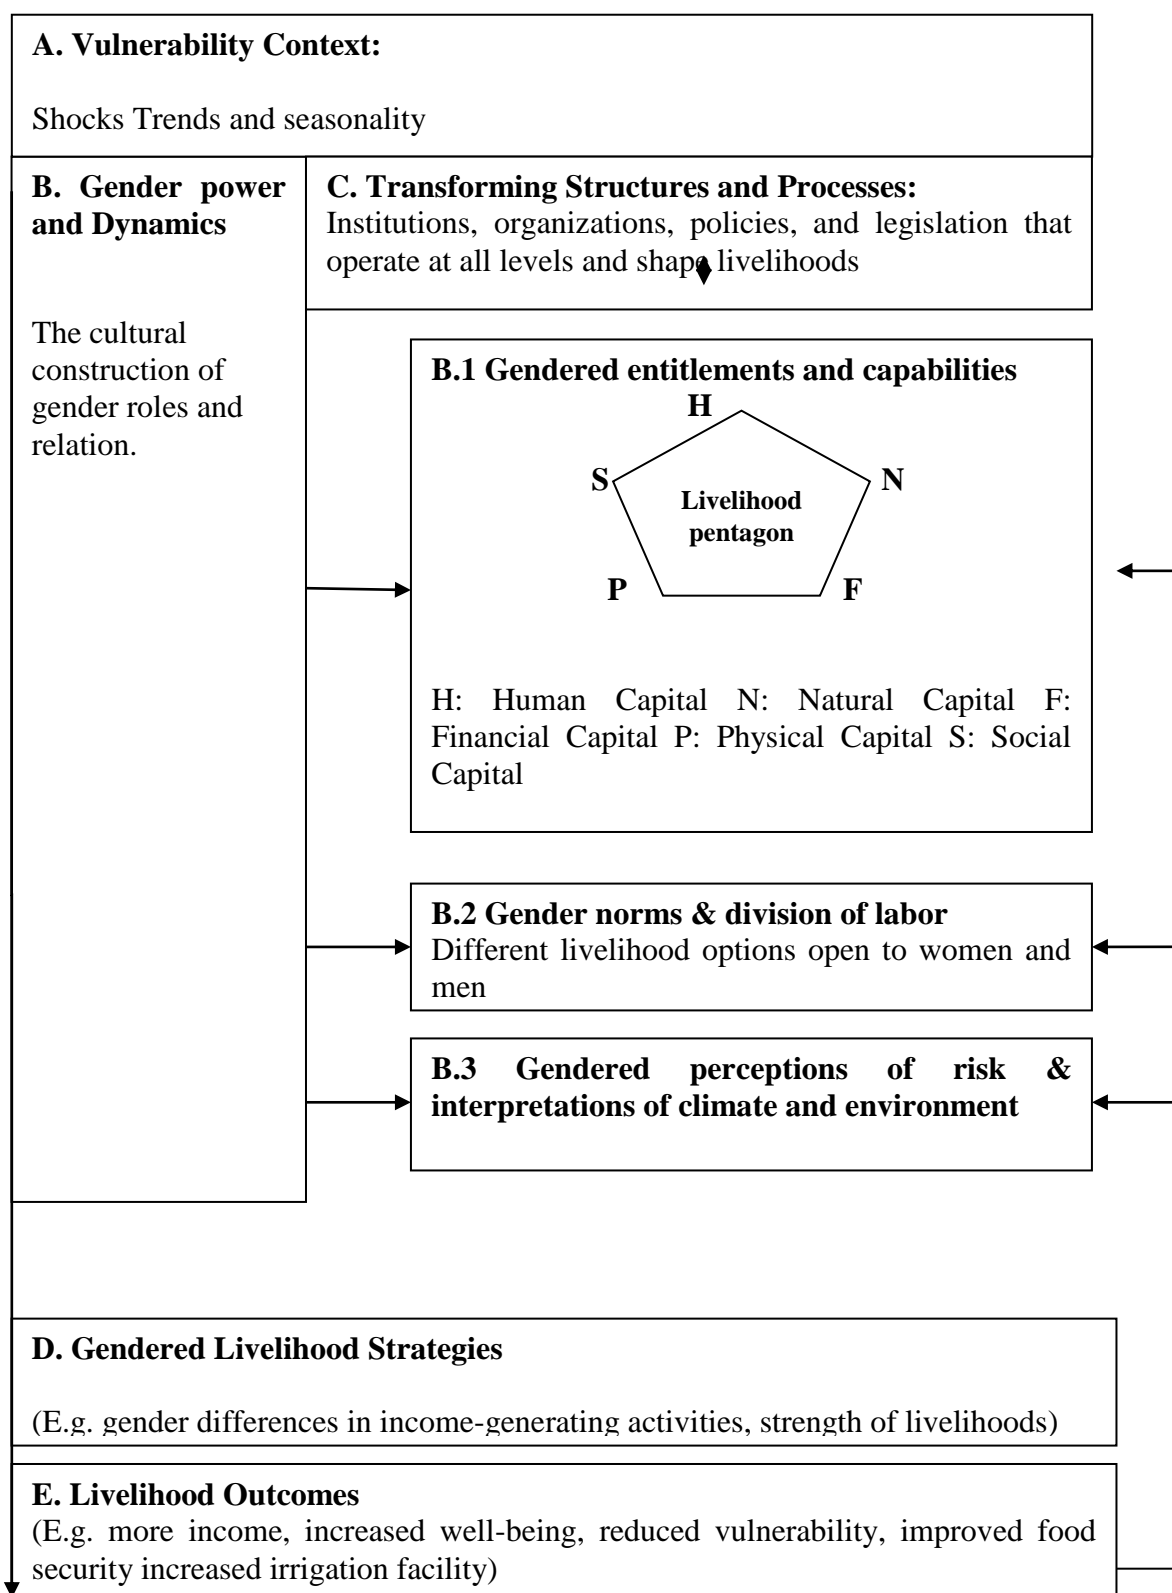 A. Vulnerability Context:
Shocks Trends and seasonality
B. Gender power
and Dynamics
The cultural
construction of
gender roles and
relation.
C. Transforming Structures and Processes:
Institutions, organizations, policies, and legislation that
operate at all levels and shape livelihoods
B.1 Gendered entitlements and capabilities
H
S
N
Livelihood
pentagon
P
F
H: Human Capital N: Natural Capital F:
Financial Capital P: Physical Capital S: Social
Capital
B.2 Gender norms & division of labor
Different livelihood options open to women and
men
B.3 Gendered perceptions of risk &
interpretations of climate and environment
D. Gendered Livelihood Strategies
(E.g. gender differences in income-generating activities, strength of livelihoods)
E. Livelihood Outcomes
(E.g. more income, increased well-being, reduced vulnerability, improved food
security increased irrigation facility)